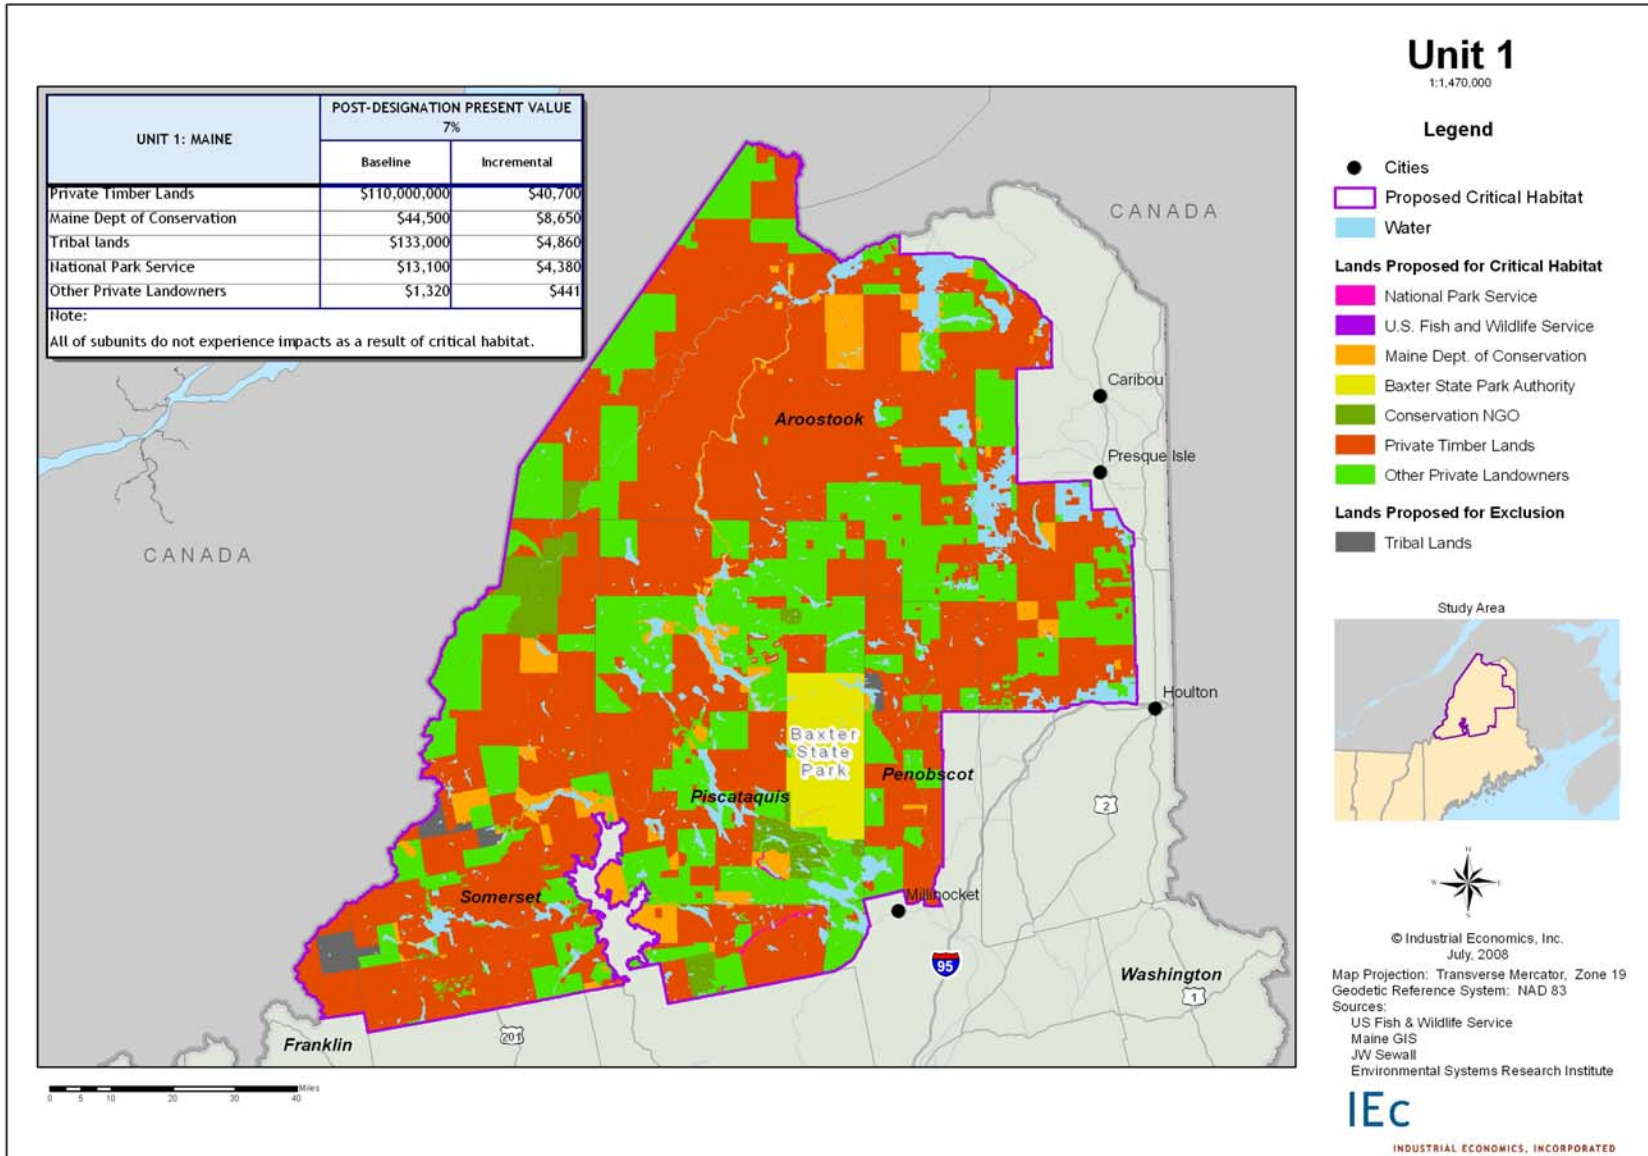 Unit 1
1:1,470,000
UNIT 1: MAINE
POST-DESIGNATION PRESENT VALUE
7%
Baseline Incremental
Private Timber Lands $110,000,000 $40,700
Maine Dept of Conservation $44,500 $8,650
Tribal lands $133,000 $4,860
National Park Service $13,100 $4,380
Other Private Landowners $1,320 $441
Note:
All of subunits do not experience impacts as a result of critical habitat.
CANADA
CANADA
Caribou
Presque Isle
Houlton
Millinocket
Aroostook
Baxter
State
Park
Penobscot
Piscataquis
Somerset
Franklin
Washington
2
95
1
201
Miles
0 5 10 20 30 40
Legend
Cities
Proposed Critical Habitat
Water
Lands Proposed for Critical Habitat
National Park Service
U.S. Fish and Wildlife Service
Maine Dept. of Conservation
Baxter State Park Authority
Conservation NGO
Private Timber Lands
Other Private Landowners
Lands Proposed for Exclusion
Tribal Lands
Study Area
N
W E
S
© Industrial Economics, Inc.
July, 2008
Map Projection: Transverse Mercator, Zone 19
Geodetic Reference System: NAD 83
Sources:
US Fish & Wildlife Service
Maine GIS
JW Sewall
Environmental Systems Research Institute
IEc
INDUSTRIAL ECONOMICS, INCORPORATED